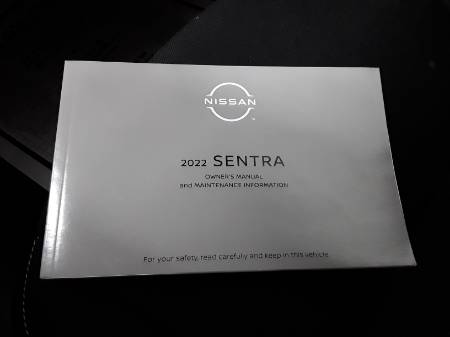 NISSAN
2022 SENTRA
OWNER'S MANUAL
and MAINTENANCE INFORMATION
For your safety, read carefully and keep in this vehicle.